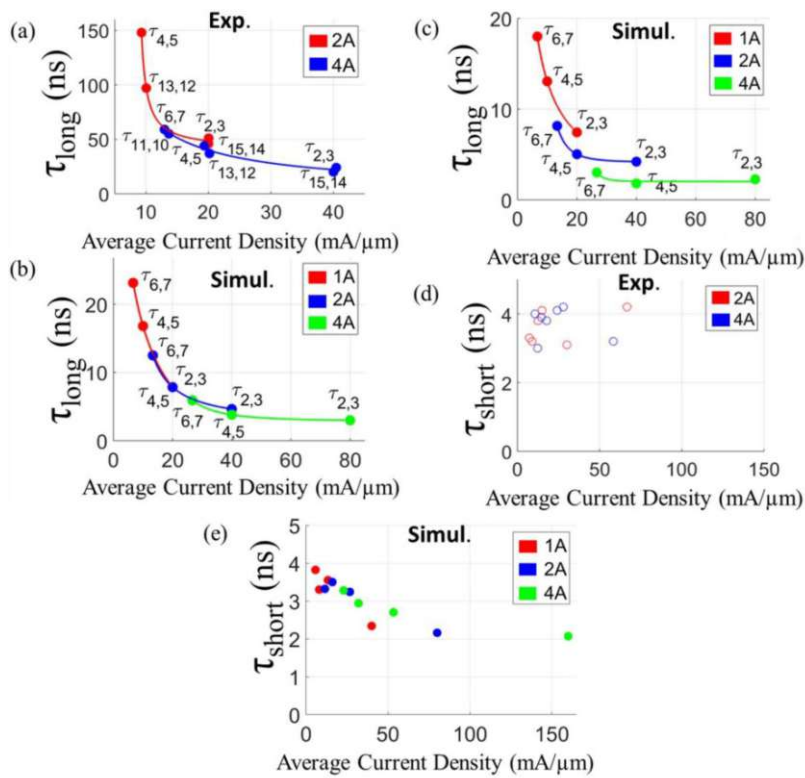 (a)
Exp.
2A
4A
150
100
50
0
τlong (ns)
τ4,5
τ13,12
τ6,7
τ2,3
τ11,10
τ4,5
τ15,14
τ13,12
τ2,3
τ15,14
10
20
30
40
Average Current Density (mA/μm)
(c)
Simul.
1A
2A
4A
20
10
0
τlong (ns)
τ6,7
τ4,5
τ2,3
τ6,7
τ4,5
τ2,3
τ6,7
τ4,5
τ2,3
0
20
40
60
80
Average Current Density (mA/μm)
(b)
Simul.
1A
2A
4A
20
10
0
τlong (ns)
τ6,7
τ4,5
τ6,7
τ2,3
τ4,5
τ6,7
τ2,3
τ4,5
τ2,3
0
20
40
60
80
Average Current Density (mA/μm)
(d)
Exp.
2A
4A
4
2
0
τshort (ns)
0
50
100
150
Average Current Density (mA/μm)
(e)
Simul.
1A
2A
4A
5
4
3
2
1
0
τshort (ns)
0
50
100
150
Average Current Density (mA/μm)